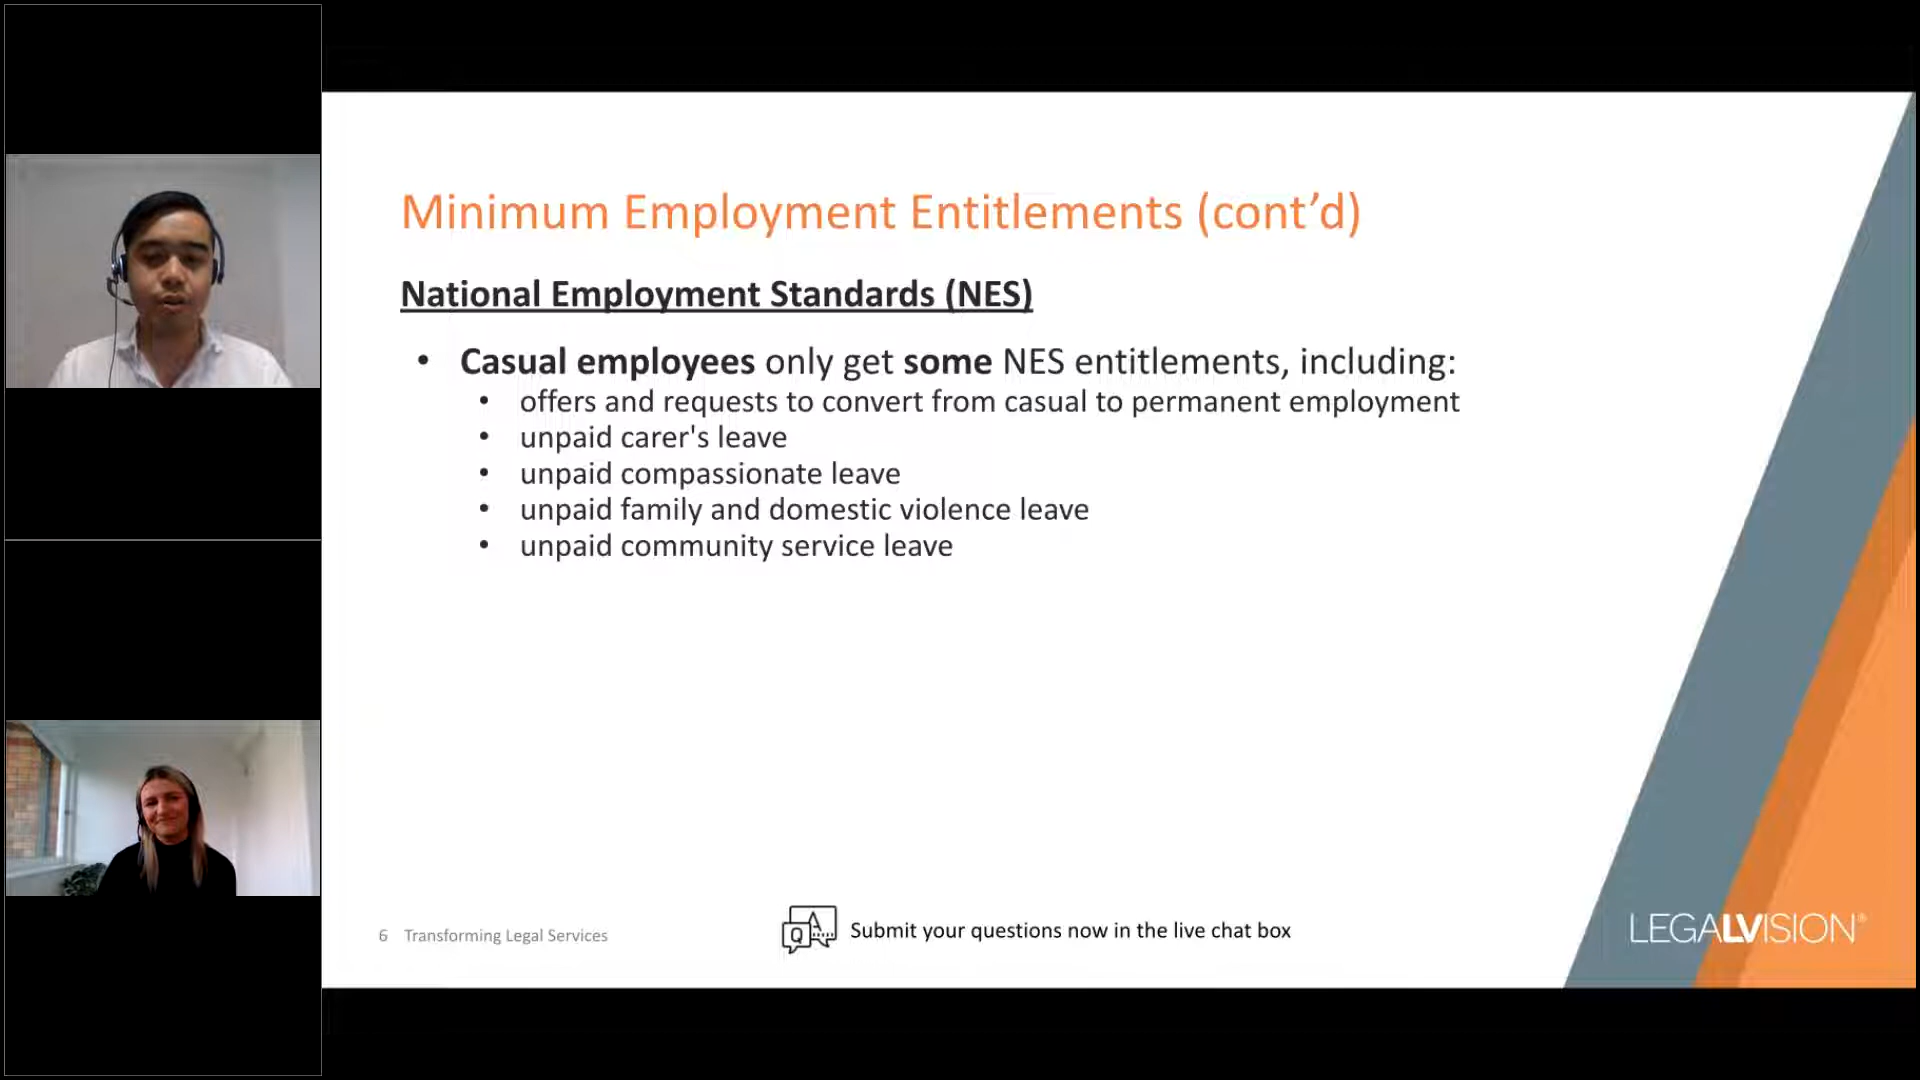 Minimum Employment Entitlements (cont’d)
National Employment Standards (NES)
• Casual employees only get some NES entitlements, including:
• offers and requests to convert from casual to permanent employment
• unpaid carer's leave
• unpaid compassionate leave
• unpaid family and domestic violence leave
• unpaid community service leave
6 Transforming Legal Services
Q A
Submit your questions now in the live chat box
LEGALVISION®